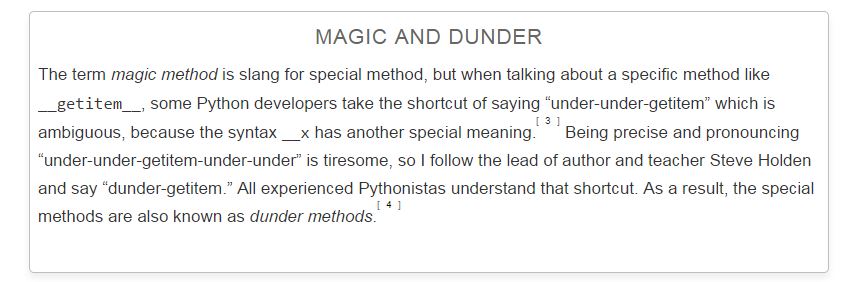 MAGIC AND DUNDER
The term magic method is slang for special method, but when talking about a specific method like
__getitem__, some Python developers take the shortcut of saying “under-under-getitem” which is
ambiguous, because the syntax __x has another special meaning.[ 3 ] Being precise and pronouncing
“under-under-getitem-under-under” is tiresome, so I follow the lead of author and teacher Steve Holden
and say “dunder-getitem.” All experienced Pythonistas understand that shortcut. As a result, the special
methods are also known as dunder methods.[ 4 ]